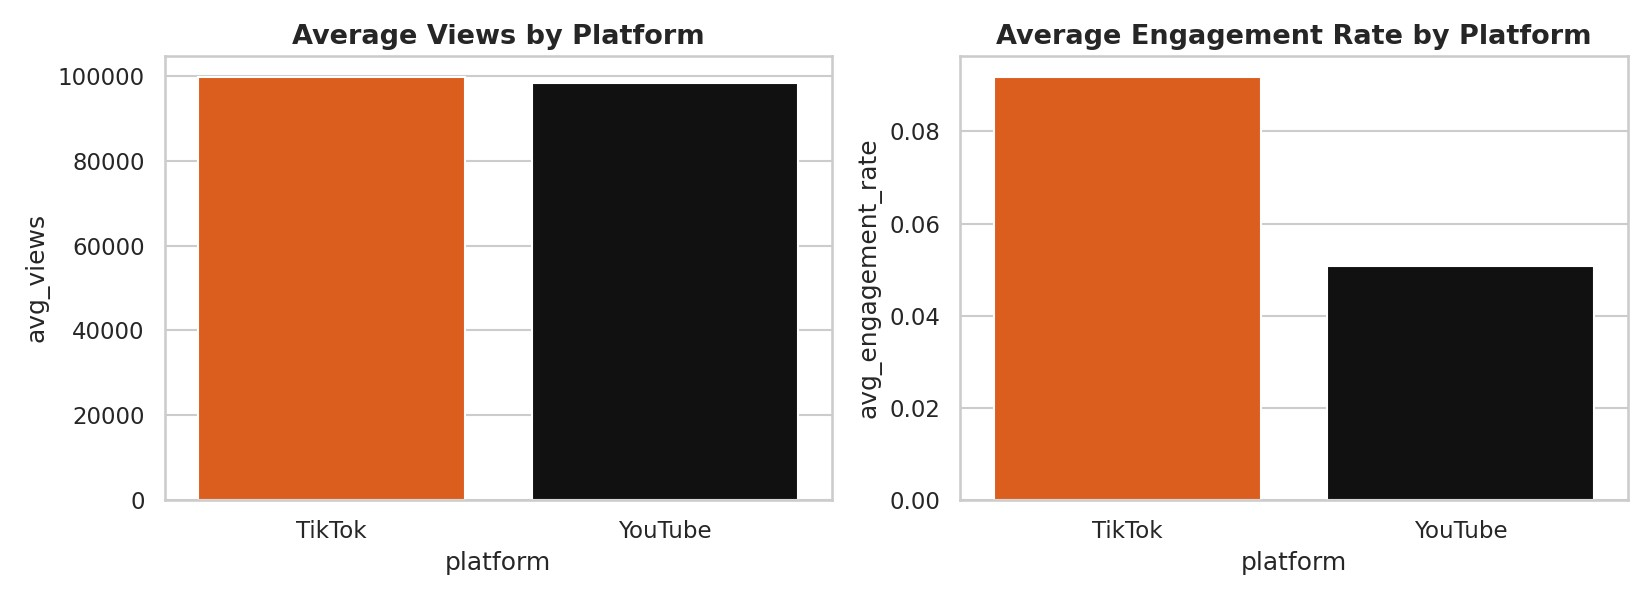 Average Views by Platform
avg_views
100000
80000
60000
40000
20000
0
TikTok
YouTube
platform
Average Engagement Rate by Platform
avg_engagement_rate
0.08
0.06
0.04
0.02
0.00
TikTok
YouTube
platform